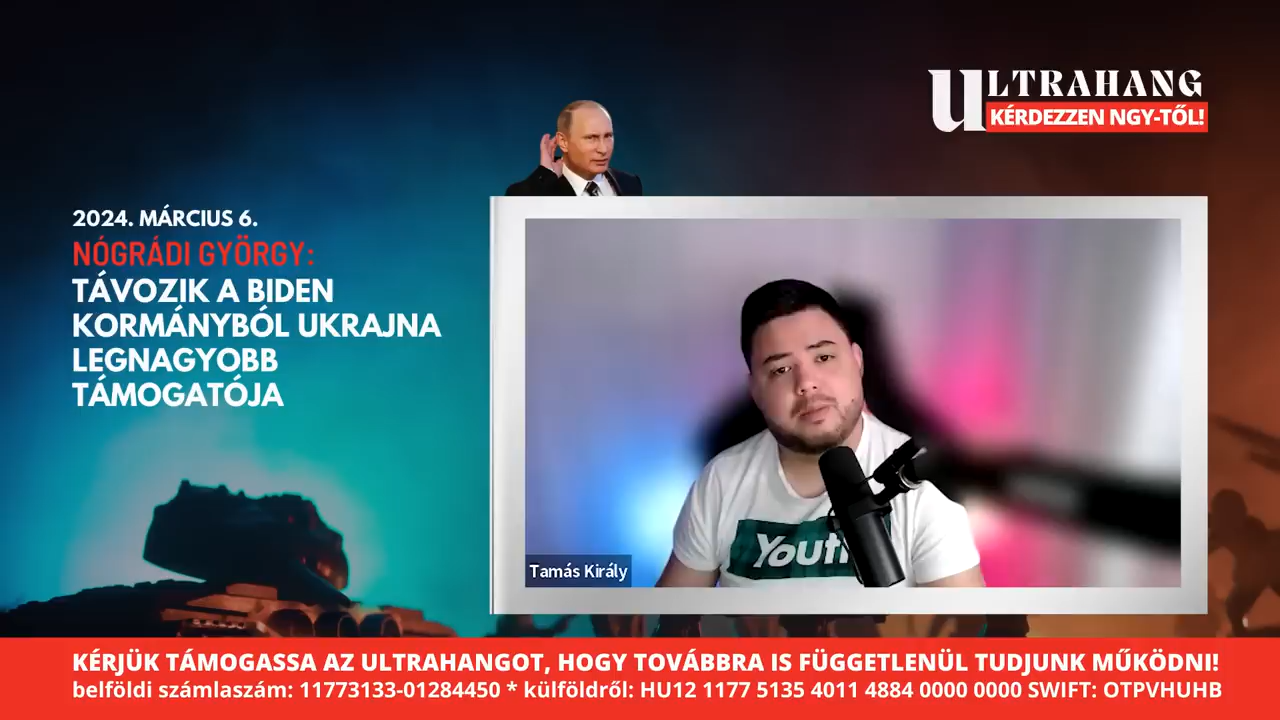 ULTRAHANG
KÉRDEZZEN NGY-TŐL!
2024. MÁRCIUS 6.
NÓGRÁDI GYÖRGY:
TÁVOZIK A BIDEN
KORMÁNYBÓL UKRAJNA
LEGNAGYOBB
TÁMOGATÓJA
Tamás Király
KÉRJÜK TÁMOGASSA AZ ULTRAHANGOT, HOGY TOVÁBBRA IS FÜGGETLENÜL TUDJUNK MŰKÖDNI!
belföldi számlaszám: 11773133-01284450 * külföldről: HU12 1177 5135 4011 4884 0000 0000 SWIFT: OTPVHUHB